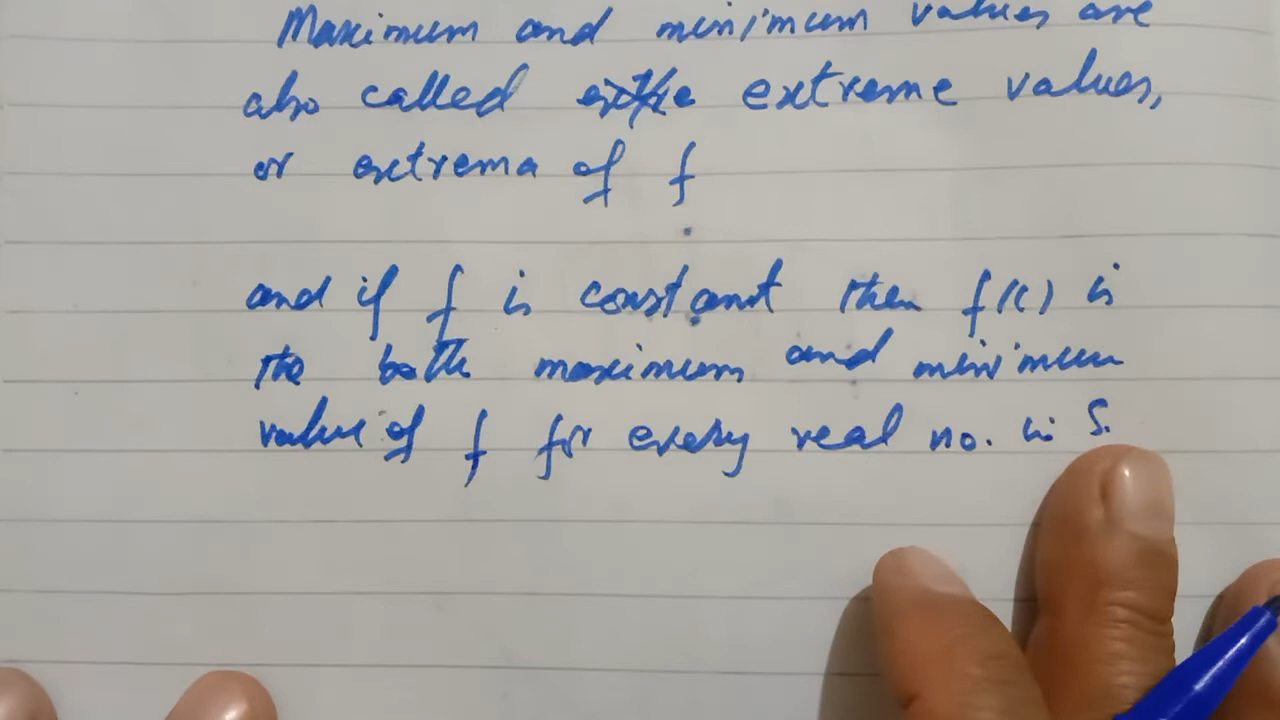 Maximum and minimum values are
also called extreme values,
or extrema of f
and if f is constant then f(c) is
the both maximum and minimum
value of f for every real no. in S.